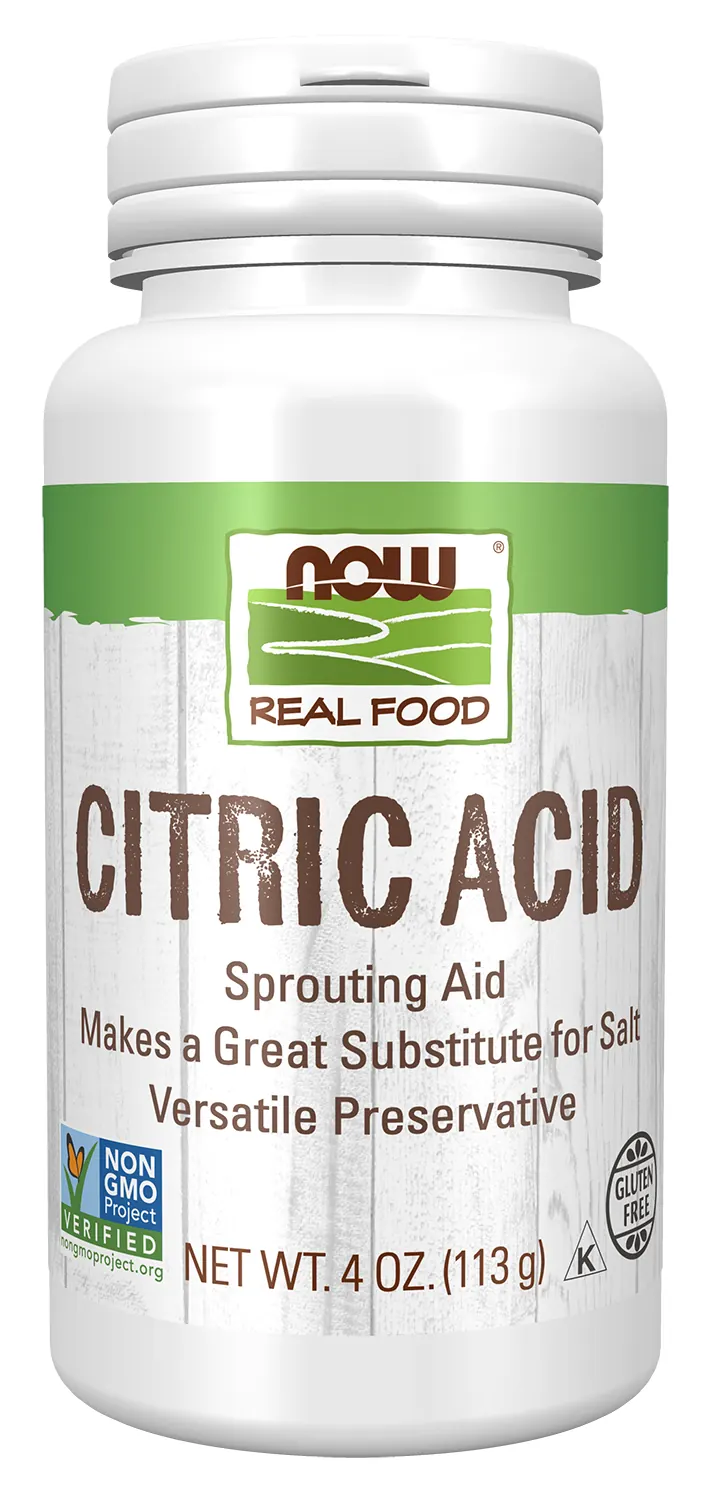 now®
REAL FOOD
CITRIC ACID
Sprouting Aid
Makes a Great Substitute for Salt
Versatile Preservative
NON
GMO
Project
VERIFIED
nongmoproject.org
NET WT. 4 OZ. (113 g)
K
GLUTEN
FREE